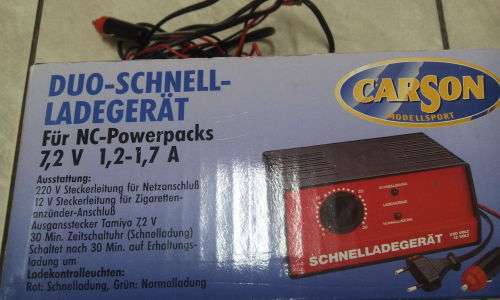 DUO-SCHNELL-
LADEGERÄT
Für NC-Powerpacks
7,2 V 1,2-1,7 A
Ausstattung:
220 V Steckerleitung für Netzanschluß
12 V Steckerleitung für Zigaretten-
anzünder-Anschluß
Ausgansstecker Tamiya 7,2 V
30 Min. Zeitschaltuhr (Schnelladung)
Schaltet nach 30 Min. auf Erhaltungs-
ladung um
Ladekontrolleuchten:
Rot: Schnelladung, Grün: Normalladung
CARSON
MODELLSPORT
SCHNELLADEGERÄT